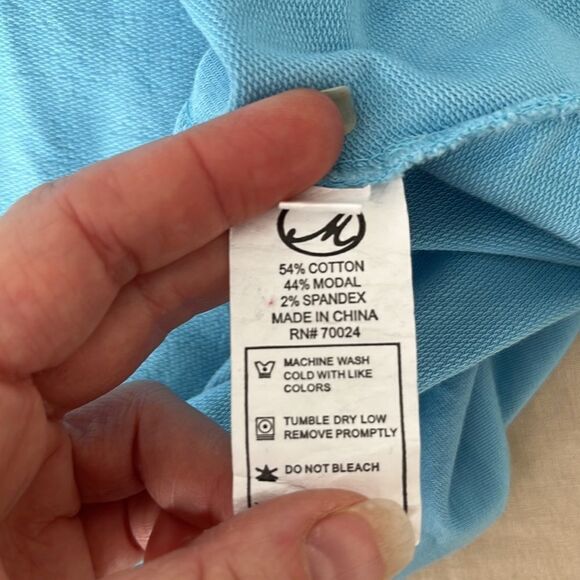 M
54% COTTON
44% MODAL
2% SPANDEX
MADE IN CHINA
RN# 70024
MACHINE WASH
COLD WITH LIKE
COLORS
TUMBLE DRY LOW
REMOVE PROMPTLY
DO NOT BLEACH